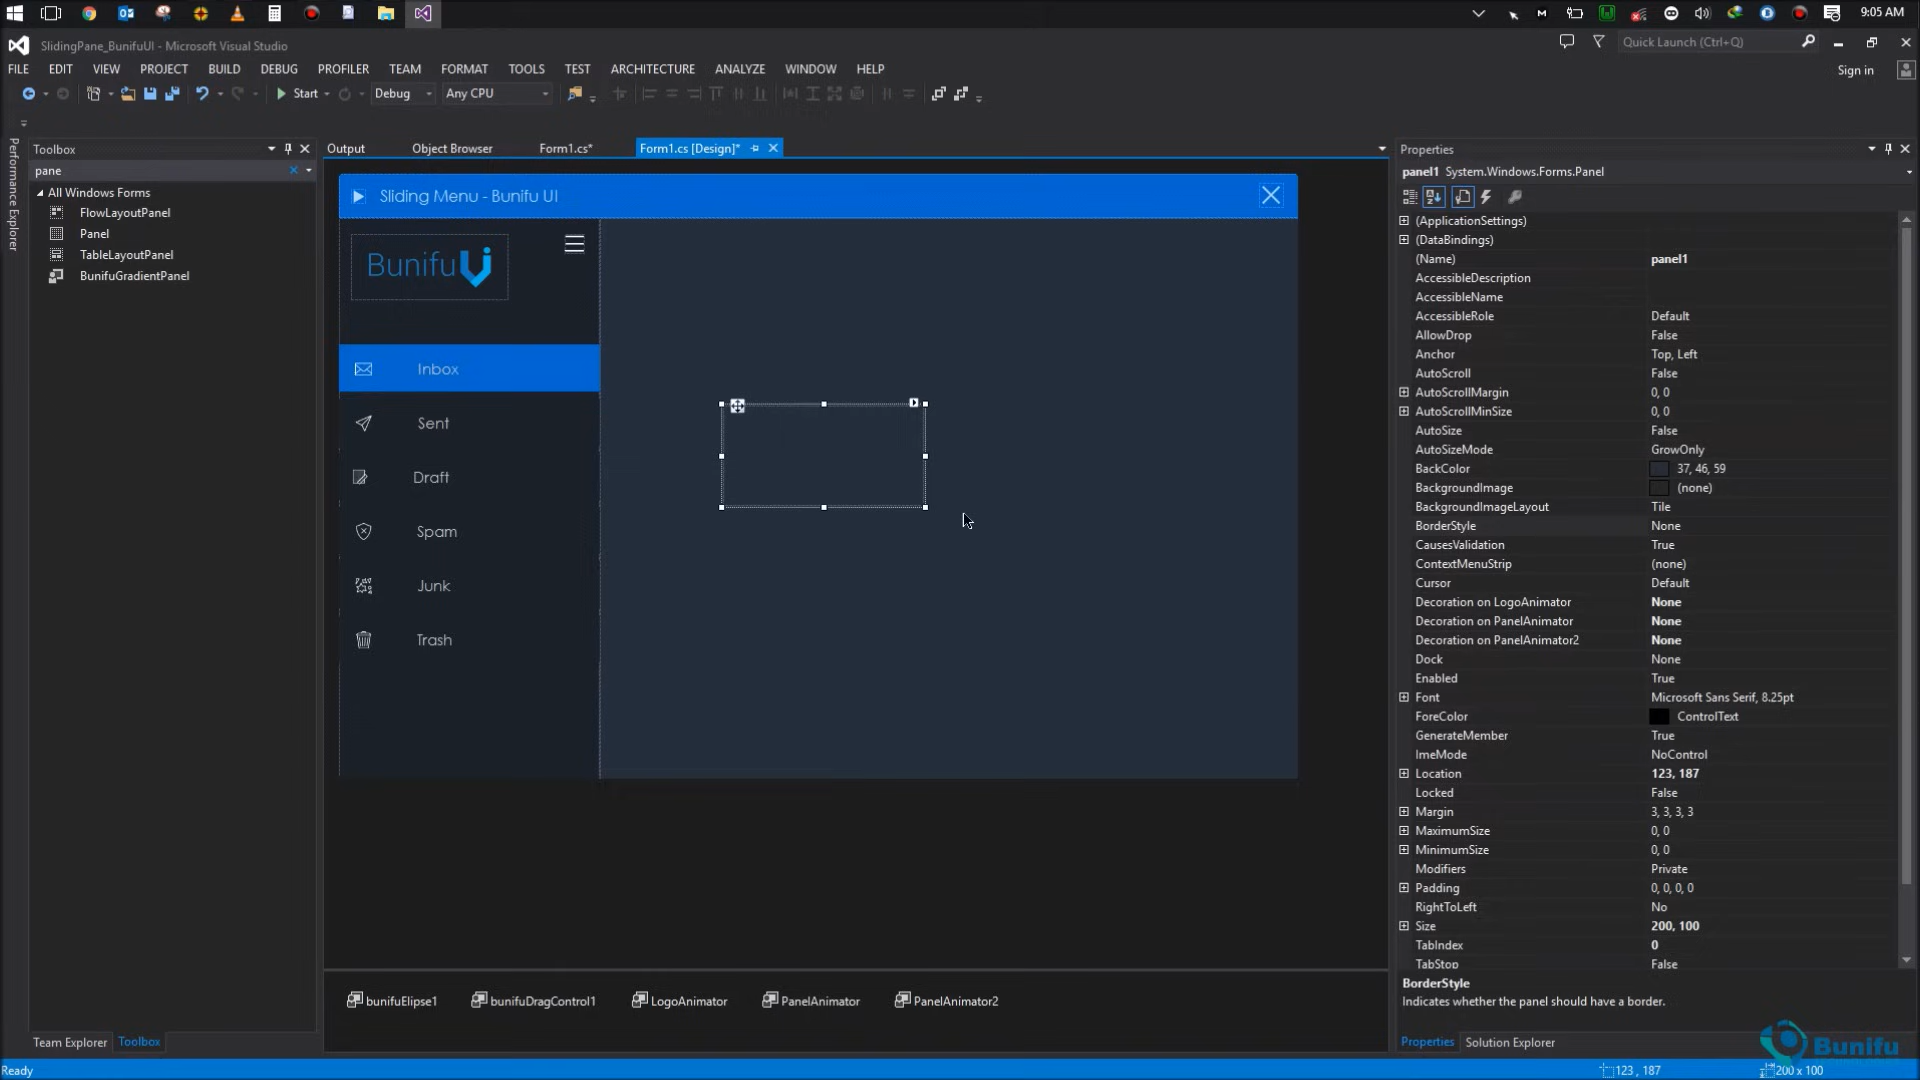 9:05 AM
SlidingPane_BunifuUI - Microsoft Visual Studio
Quick Launch (Ctrl+Q)
FILE EDIT VIEW PROJECT BUILD DEBUG PROFILER TEAM FORMAT TOOLS TEST ARCHITECTURE ANALYZE WINDOW HELP
Sign in
Start Debug Any CPU
Performance Explorer
Toolbox
pane
All Windows Forms
FlowLayoutPanel
Panel
TableLayoutPanel
BunifuGradientPanel
Team Explorer Toolbox
Output Object Browser Form1.cs* Form1.cs [Design]*
Sliding Menu - Bunifu UI
Bunifu
Inbox
Sent
Draft
Spam
Junk
Trash
bunifuElipse1 bunifuDragControl1 LogoAnimator PanelAnimator PanelAnimator2
Properties
panel1 System.Windows.Forms.Panel
(ApplicationSettings)
(DataBindings)
(Name) panel1
AccessibleDescription
AccessibleName
AccessibleRole Default
AllowDrop False
Anchor Top, Left
AutoScroll False
AutoScrollMargin 0, 0
AutoScrollMinSize 0, 0
AutoSize False
AutoSizeMode GrowOnly
BackColor 37, 46, 59
BackgroundImage (none)
BackgroundImageLayout Tile
BorderStyle None
CausesValidation True
ContextMenuStrip (none)
Cursor Default
Decoration on LogoAnimator None
Decoration on PanelAnimator None
Decoration on PanelAnimator2 None
Dock None
Enabled True
Font Microsoft Sans Serif, 8.25pt
ForeColor ControlText
GenerateMember True
ImeMode NoControl
Location 123, 187
Locked False
Margin 3, 3, 3, 3
MaximumSize 0, 0
MinimumSize 0, 0
Modifiers Private
Padding 0, 0, 0, 0
RightToLeft No
Size 200, 100
TabIndex 0
TabStop False
BorderStyle
Indicates whether the panel should have a border.
Properties Solution Explorer
Bunifu
Ready
123 , 187
200 x 100